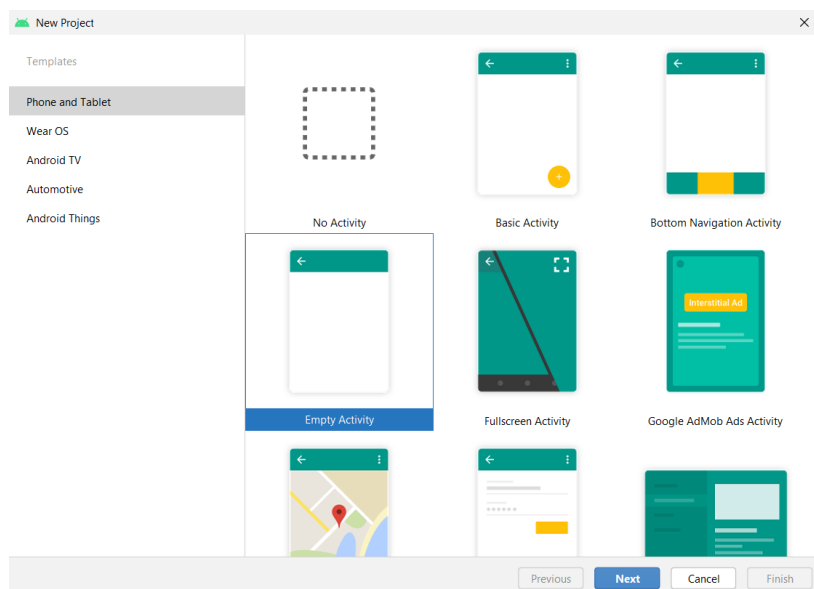 New Project
Templates
Phone and Tablet
Wear OS
Android TV
Automotive
Android Things
No Activity
Basic Activity
Bottom Navigation Activity
Interstitial Ad
Empty Activity
Fullscreen Activity
Google AdMob Ads Activity
Previous
Next
Cancel
Finish